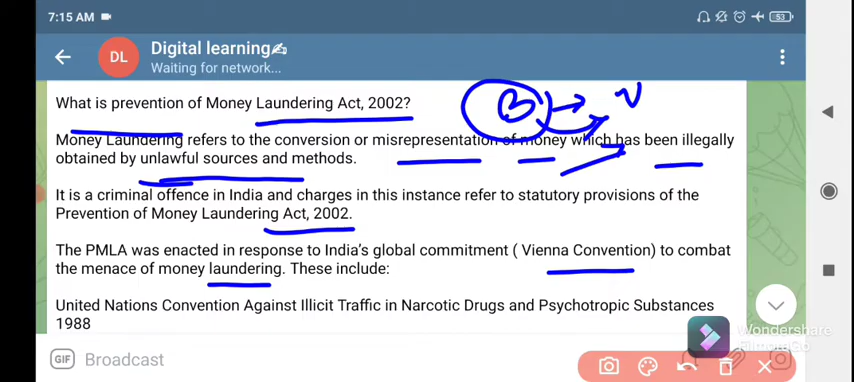 7:15 AM
53
DL
Digital learning✍
Waiting for network...
What is prevention of Money Laundering Act, 2002?
B
Money Laundering refers to the conversion or misrepresentation of money which has been illegally
obtained by unlawful sources and methods.
It is a criminal offence in India and charges in this instance refer to statutory provisions of the
Prevention of Money Laundering Act, 2002.
The PMLA was enacted in response to India's global commitment ( Vienna Convention) to combat
the menace of money laundering. These include:
United Nations Convention Against Illicit Traffic in Narcotic Drugs and Psychotropic Substances
1988
Wondershare
FilmoraGo
GIF
Broadcast